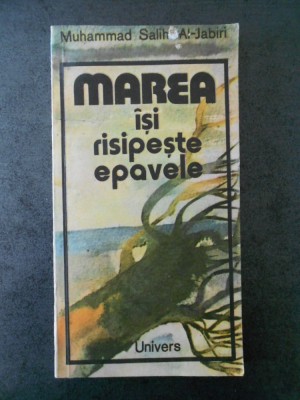 Muhammad Salih Al-Jabiri
MAREA
își
risipește
epavele
Univers